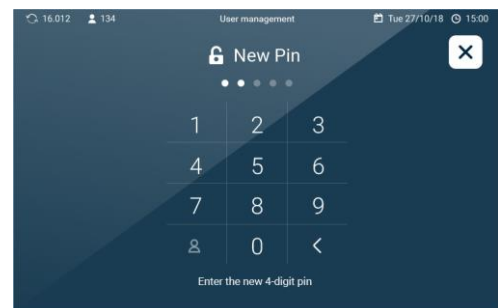 16.012 134 User management Tue 27/10/18 15:00
New Pin
1 2 3
4 5 6
7 8 9
0 <
Enter the new 4-digit pin